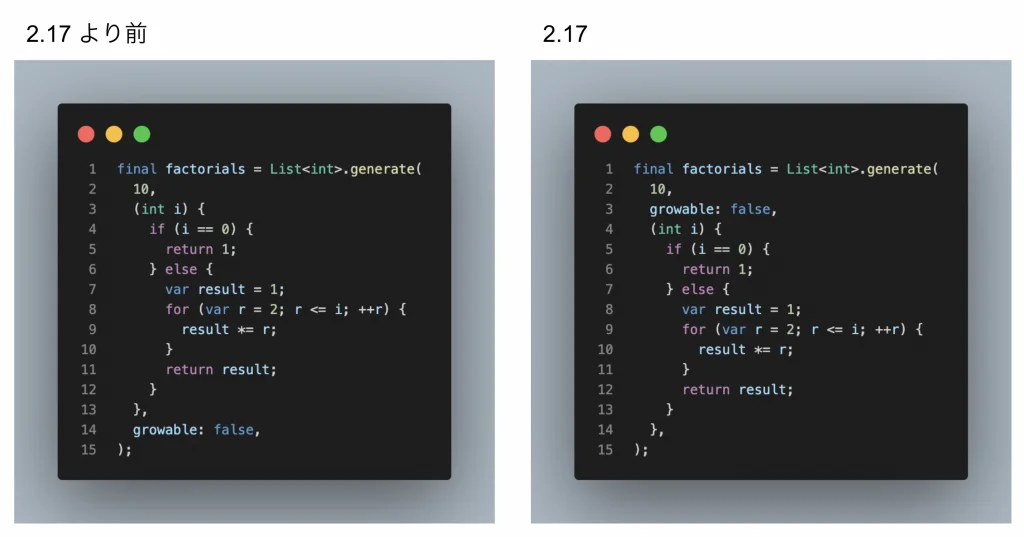 2.17 より前
1 final factorials = List<int>.generate(
2 10,
3 (int i) {
4 if (i == 0) {
5 return 1;
6 } else {
7 var result = 1;
8 for (var r = 2; r <= i; ++r) {
9 result *= r;
10 }
11 return result;
12 }
13 },
14 growable: false,
15 );
2.17
1 final factorials = List<int>.generate(
2 10,
3 growable: false,
4 (int i) {
5 if (i == 0) {
6 return 1;
7 } else {
8 var result = 1;
9 for (var r = 2; r <= i; ++r) {
10 result *= r;
11 }
12 return result;
13 }
14 },
15 );